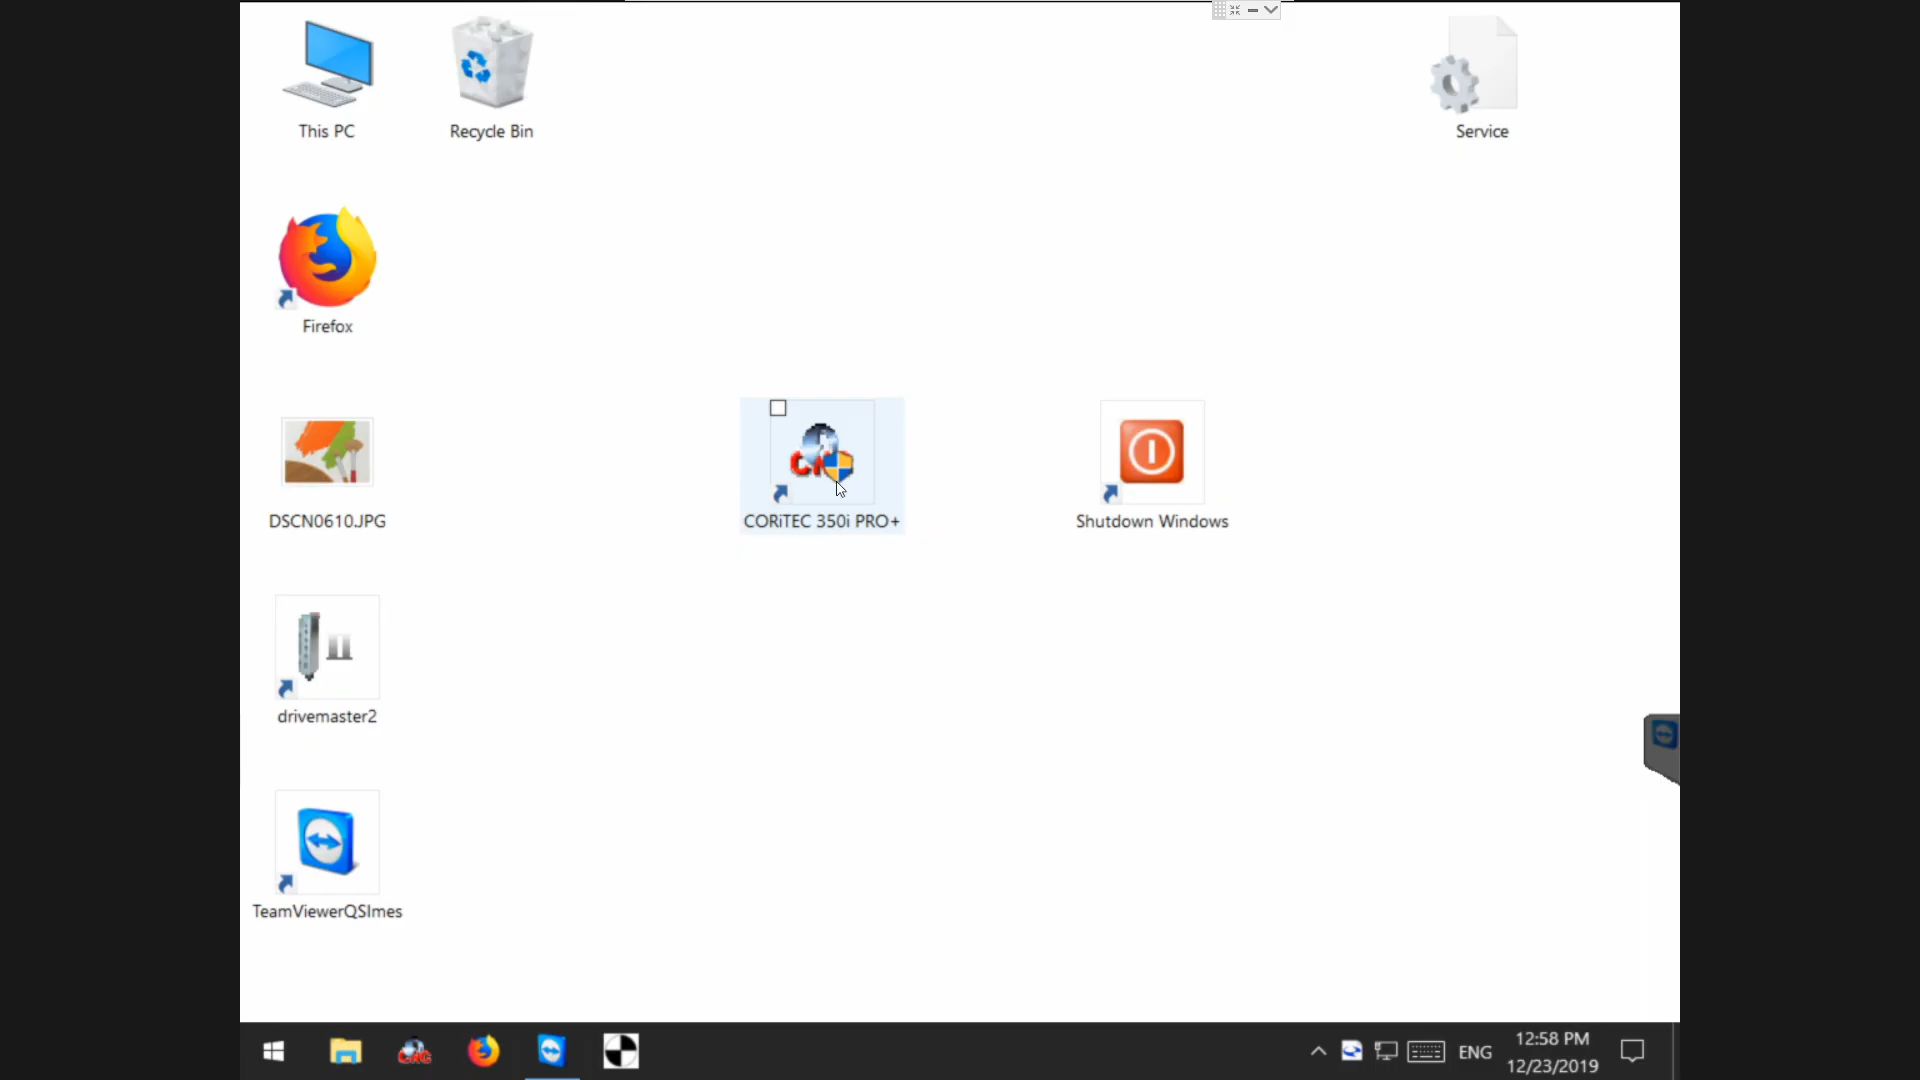 This PC
Recycle Bin
Service
Firefox
DSCN0610.JPG
CORiTEC 350i PRO+
Shutdown Windows
drivemaster2
TeamViewerQSImes
ENG
12:58 PM
12/23/2019